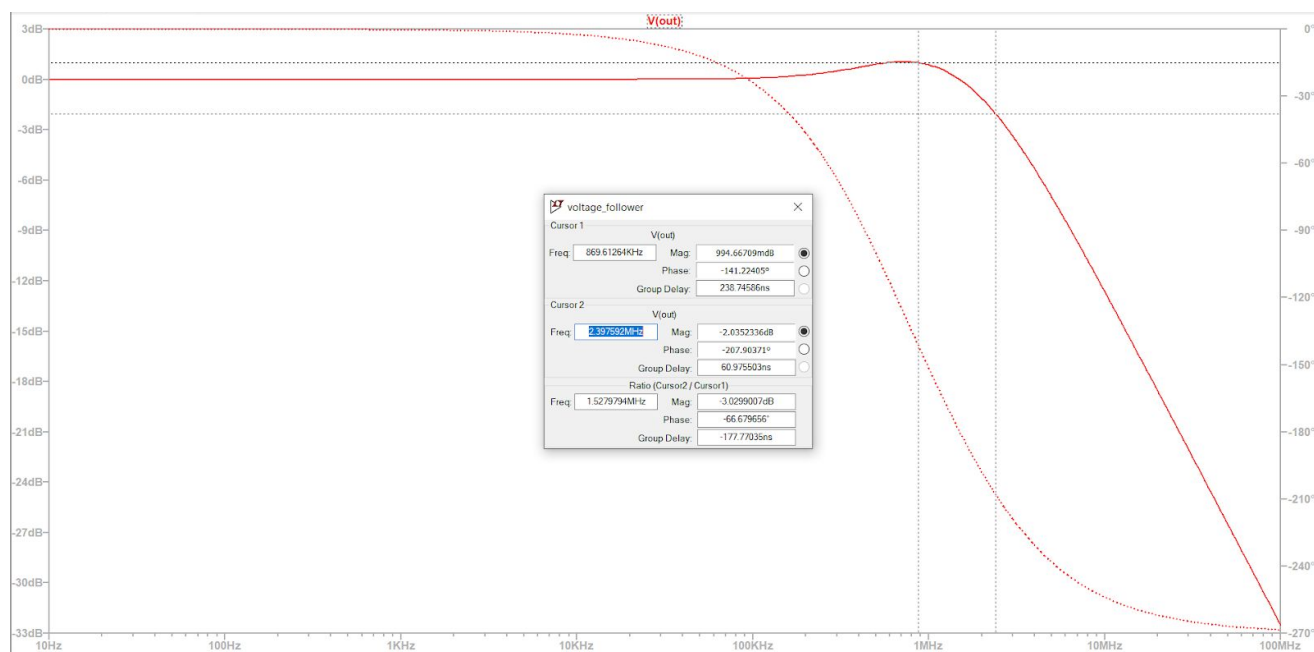 V(out)
3dB 0°
0dB
-3dB -30°
-6dB -60°
-9dB -90°
-12dB -120°
-15dB -150°
-18dB
-21dB -180°
-24dB -210°
-27dB
-30dB -240°
-33dB -270°
10Hz 100Hz 1KHz 10KHz 100KHz 1MHz 10MHz 100MHz
voltage_follower
Cursor 1
V(out)
Freq: 869.61264KHz Mag: 994.66709mdB
Phase: -141.22405°
Group Delay: 238.74586ns
Cursor 2
V(out)
Freq: 2.397592MHz Mag: -2.0352336dB
Phase: -207.90371°
Group Delay: 60.975503ns
Ratio (Cursor2 / Cursor1)
Freq: 1.5279794MHz Mag: -3.0299007dB
Phase: -66.679656°
Group Delay: -177.77035ns